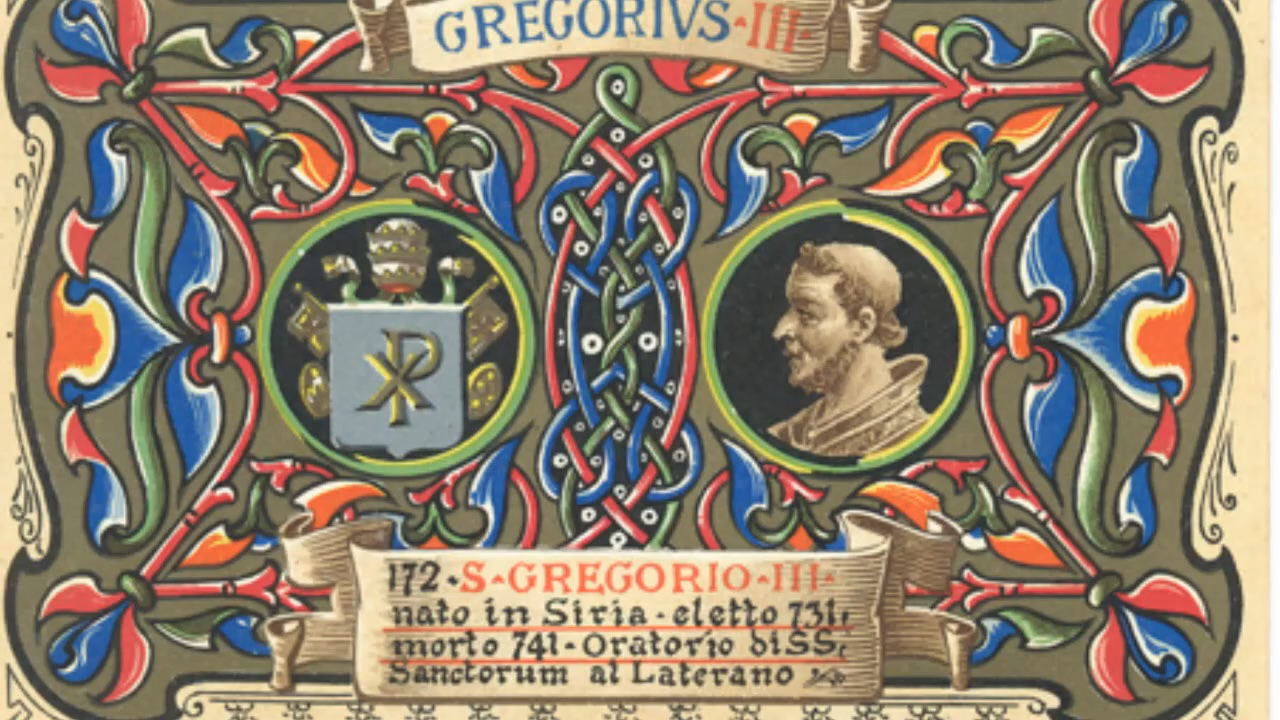 GREGORIVS·III·
172·S·GREGORIO·III·
nato in Siria-eletto 731,
morto 741-Oratorio di SS.
Sanctorum al Laterano